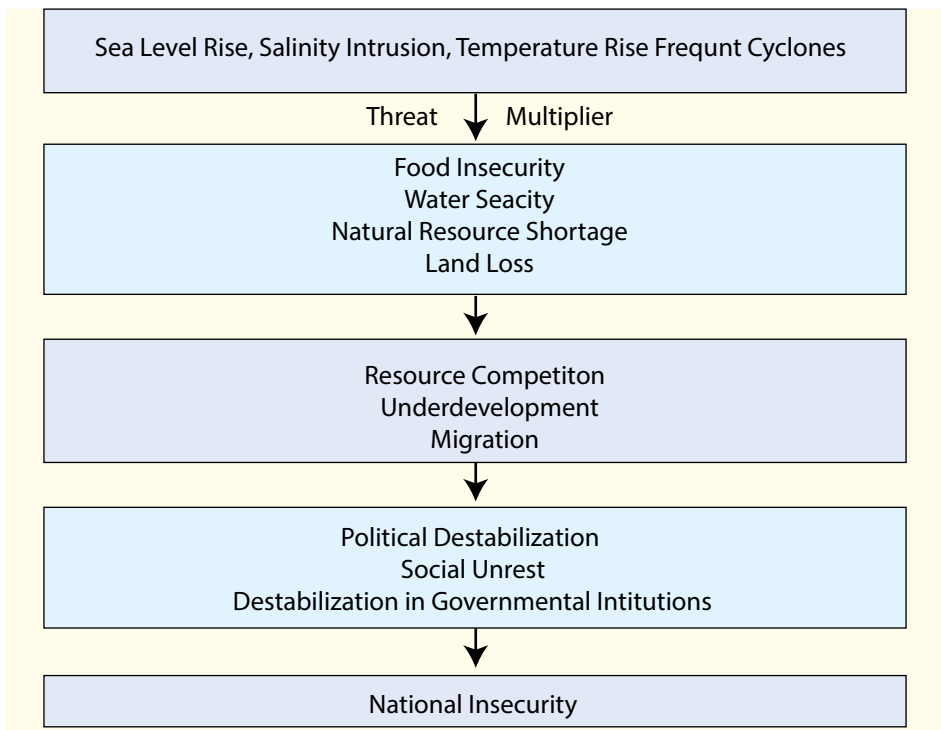 Sea Level Rise, Salinity Intrusion, Temperature Rise Frequnt Cyclones
Threat Multiplier
Food Insecurity
Water Seacity
Natural Resource Shortage
Land Loss
Resource Competiton
Underdevelopment
Migration
Political Destabilization
Social Unrest
Destabilization in Governmental Intitutions
National Insecurity